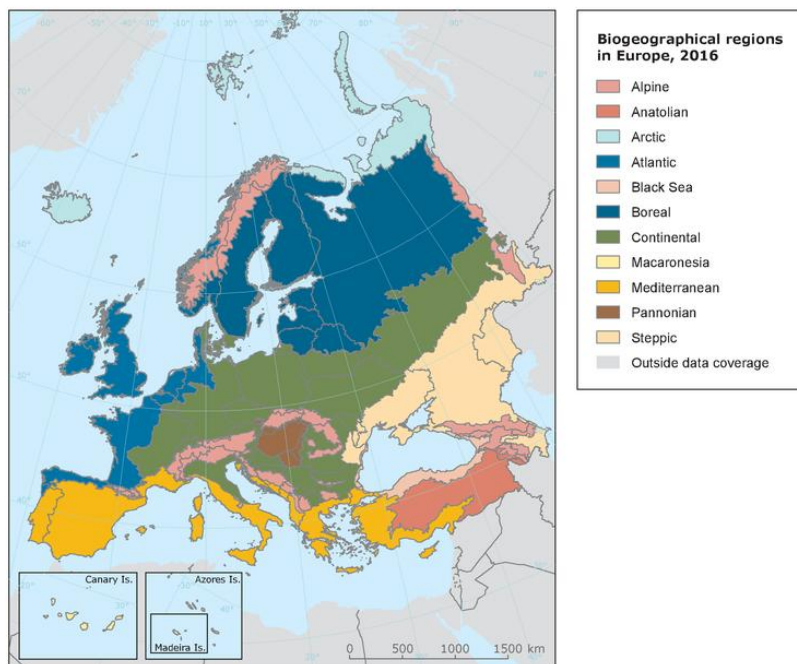 Biogeographical regions
in Europe, 2016
Alpine
Anatolian
Arctic
Atlantic
Black Sea
Boreal
Continental
Macaronesia
Mediterranean
Pannonian
Steppic
Outside data coverage
Canary Is.
Azores Is.
Madeira Is.
0 500 1000 1500 km